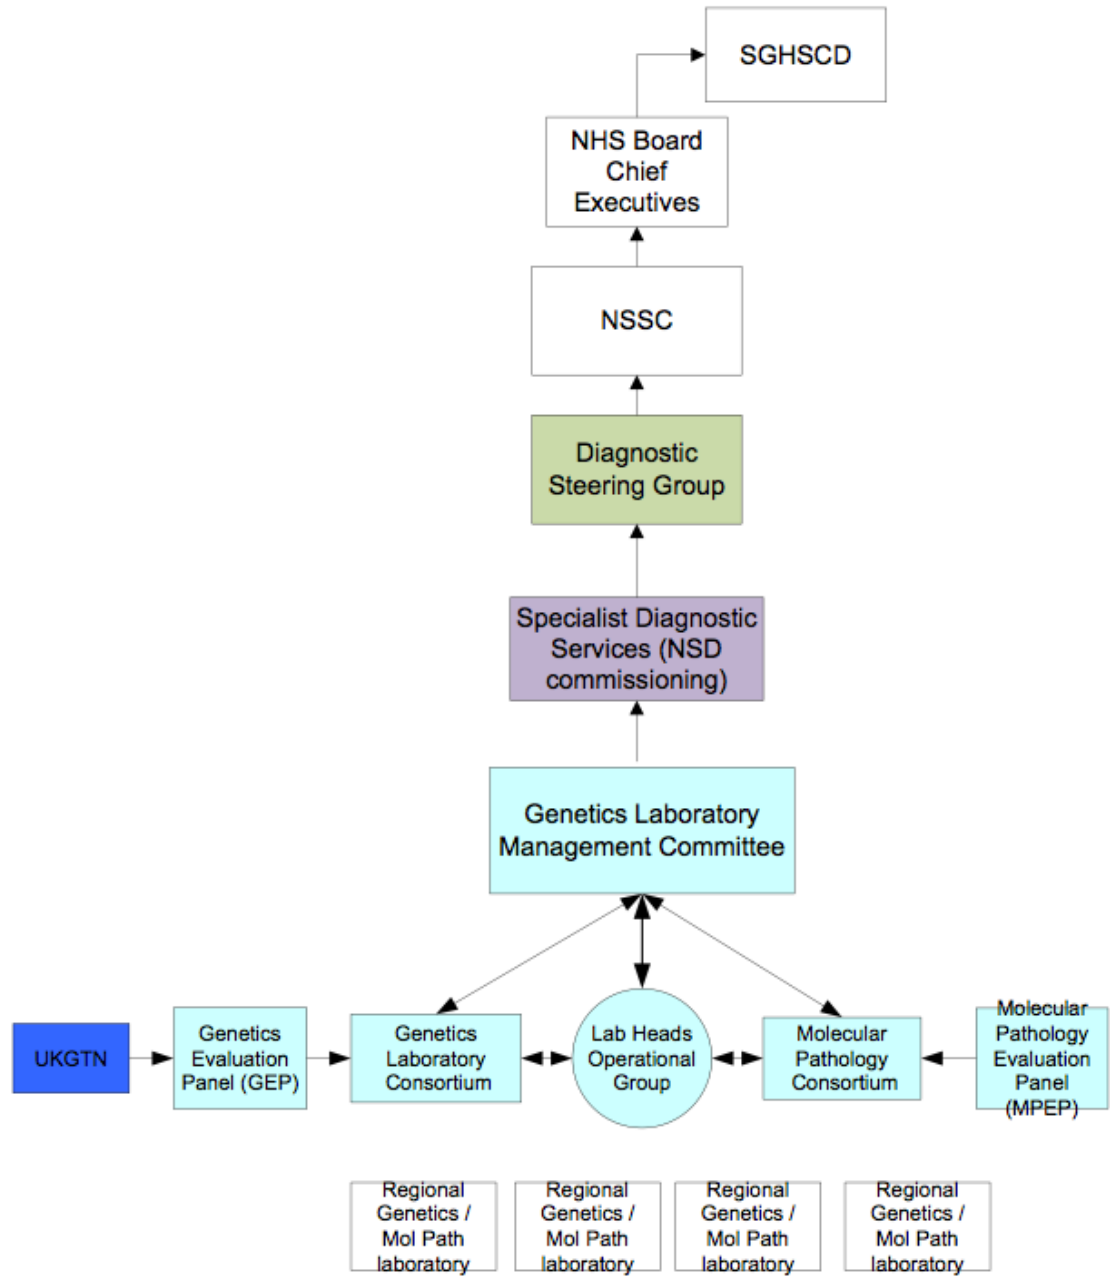 SGHSCD
NHS Board
Chief
Executives
NSSC
Diagnostic
Steering Group
Specialist Diagnostic
Services (NSD
commissioning)
Genetics Laboratory
Management Committee
UKGTN
Genetics
Evaluation
Panel (GEP)
Genetics
Laboratory
Consortium
Lab Heads
Operational
Group
Molecular
Pathology
Consortium
Molecular
Pathology
Evaluation
Panel
(MPEP)
Regional
Genetics /
Mol Path
laboratory
Regional
Genetics /
Mol Path
laboratory
Regional
Genetics /
Mol Path
laboratory
Regional
Genetics /
Mol Path
laboratory